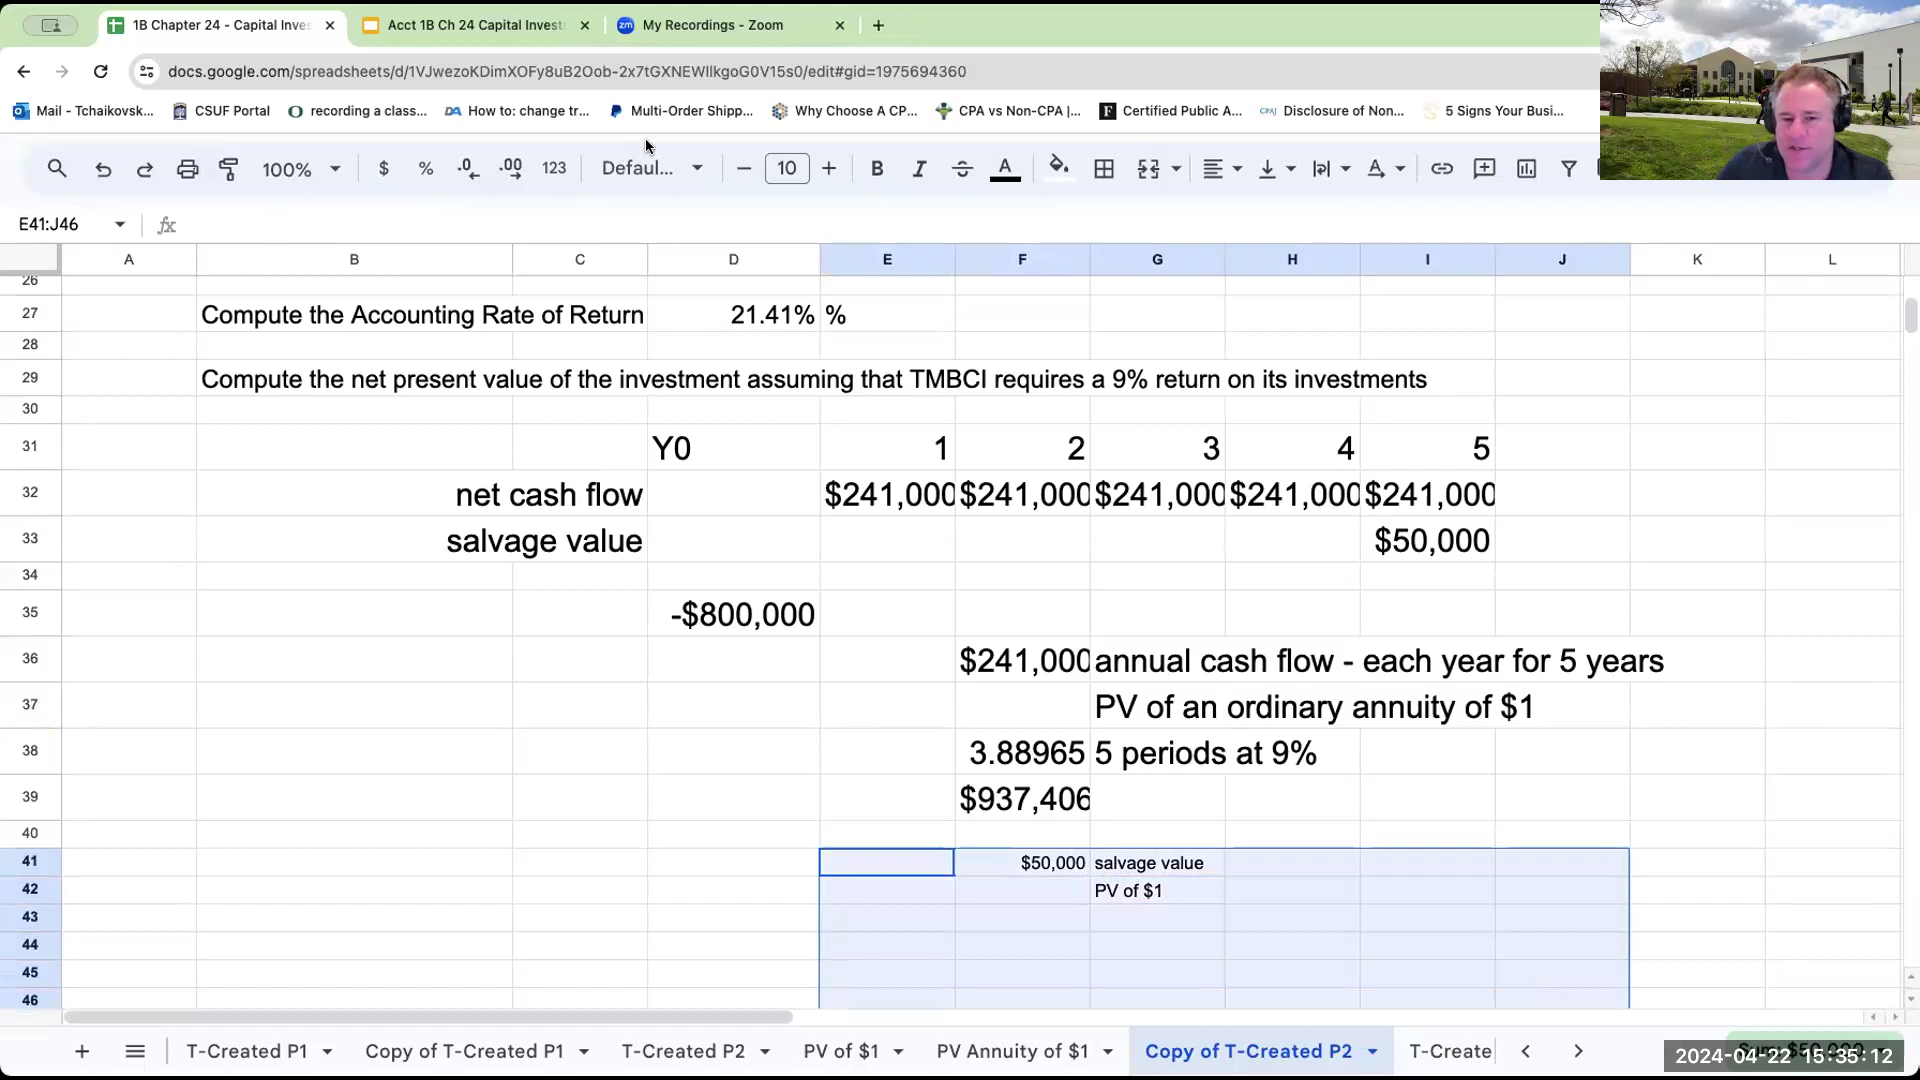 1B Chapter 24 - Capital Inves
Acct 1B Ch 24 Capital Invest
My Recordings - Zoom
docs.google.com/spreadsheets/d/1VJwezoKDimXOFy8uB2Oob-2x7tGXNEWIlkgoG0V15s0/edit#gid=1975694360
Mail - Tchaikovsk... CSUF Portal recording a class... How to: change tr... Multi-Order Shipp... Why Choose A CP... CPA vs Non-CPA |... Certified Public A... Disclosure of Non... 5 Signs Your Busi...
100% $ % .0 .00 123 Defaul... 10 B I A
E41:J46 fx
A B C D E F G H I J K L
26
27 Compute the Accounting Rate of Return 21.41% %
28
29 Compute the net present value of the investment assuming that TMBCI requires a 9% return on its investments
30
31 Y0 1 2 3 4 5
32 net cash flow $241,000 $241,000 $241,000 $241,000 $241,000
33 salvage value $50,000
34
35 -$800,000
36 $241,000 annual cash flow - each year for 5 years
37 PV of an ordinary annuity of $1
38 3.88965 5 periods at 9%
39 $937,406
40
41 $50,000 salvage value
42 PV of $1
43
44
45
46
T-Created P1 Copy of T-Created P1 T-Created P2 PV of $1 PV Annuity of $1 Copy of T-Created P2 T-Create
2024-04-22 15:35:12